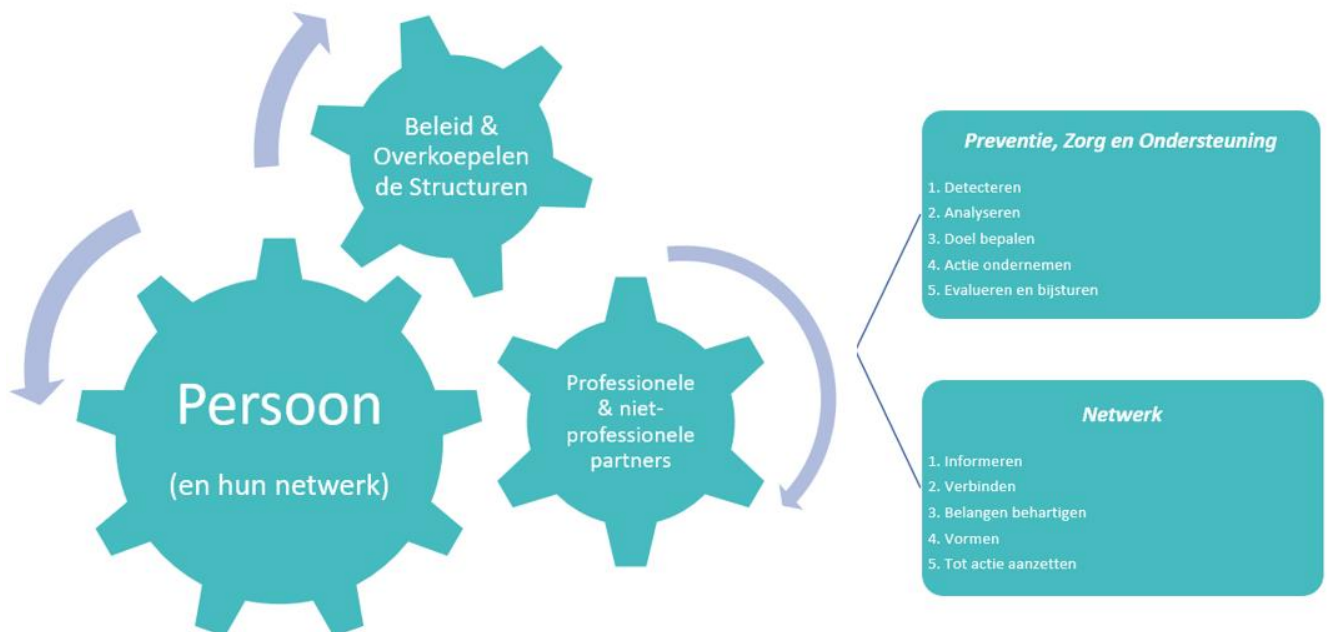 Beleid &
Overkoepelen
de Structuren
Persoon
(en hun netwerk)
Professionele
& niet-
professionele
partners
Preventie, Zorg en Ondersteuning
1. Detecteren
2. Analyseren
3. Doel bepalen
4. Actie ondernemen
5. Evalueren en bijsturen
Netwerk
1. Informeren
2. Verbinden
3. Belangen behartigen
4. Vormen
5. Tot actie aanzetten